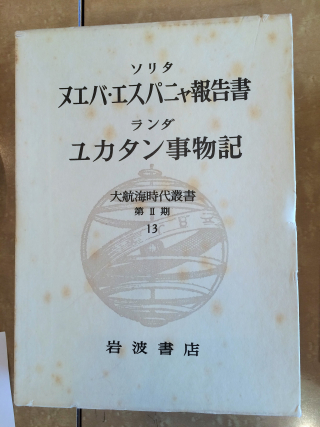 ソリタ
ヌエバ・エスパニャ報告書
ランダ
ユカタン事物記
大航海時代叢書
第Ⅱ期
13
岩波書店